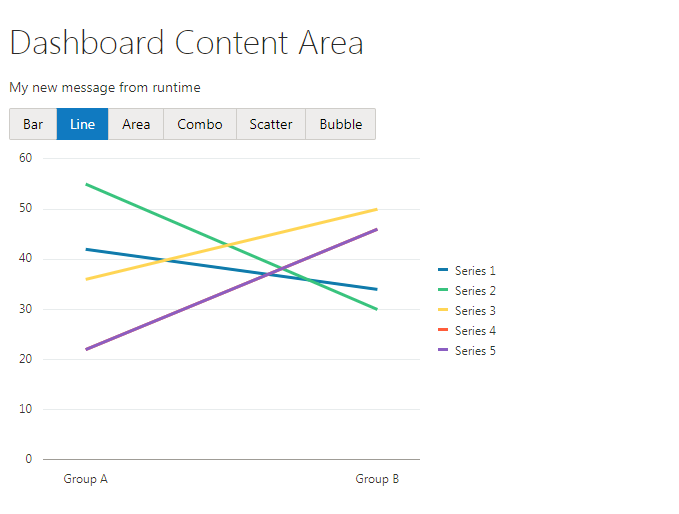 Dashboard Content Area
My new message from runtime
Bar Line Area Combo Scatter Bubble
60
50
40
30
20
10
0
Group A Group B
Series 1
Series 2
Series 3
Series 4
Series 5